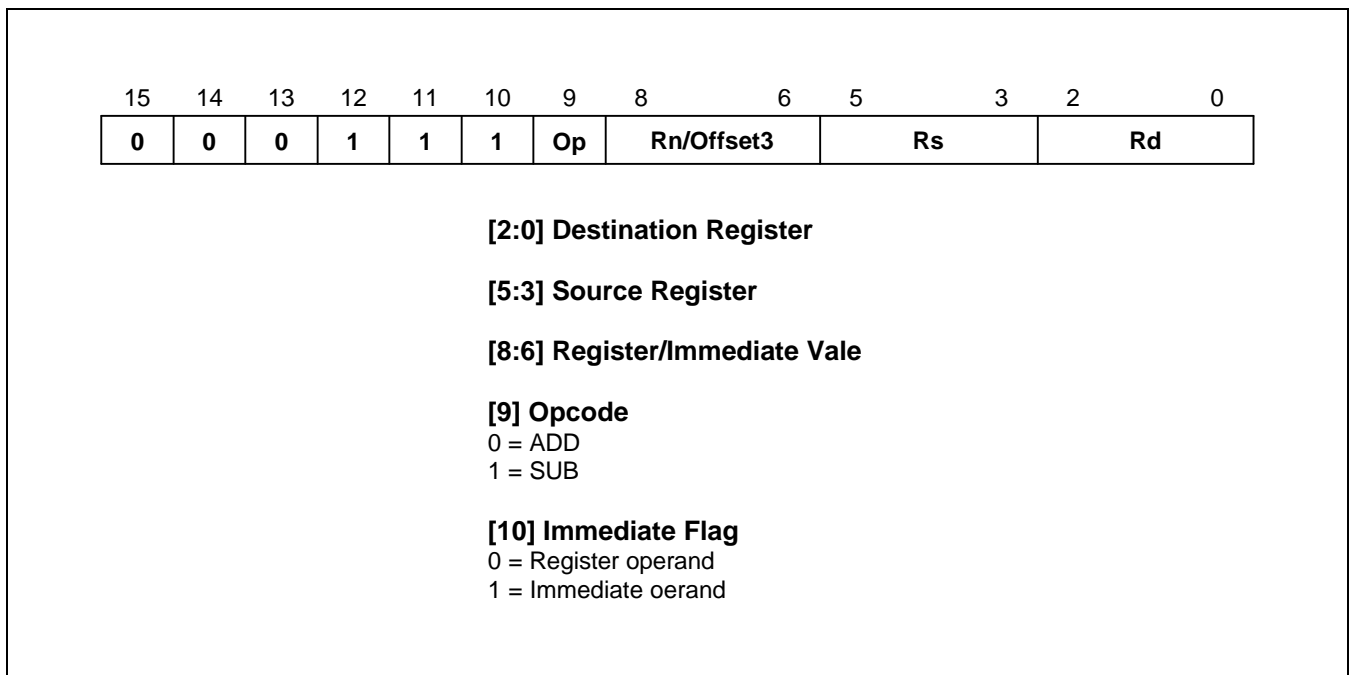 15 14 13 12 11 10 9 8 6 5 3 2 0
0 0 0 1 1 1 Op Rn/Offset3 Rs Rd
[2:0] Destination Register
[5:3] Source Register
[8:6] Register/Immediate Vale
[9] Opcode
0 = ADD
1 = SUB
[10] Immediate Flag
0 = Register operand
1 = Immediate oerand